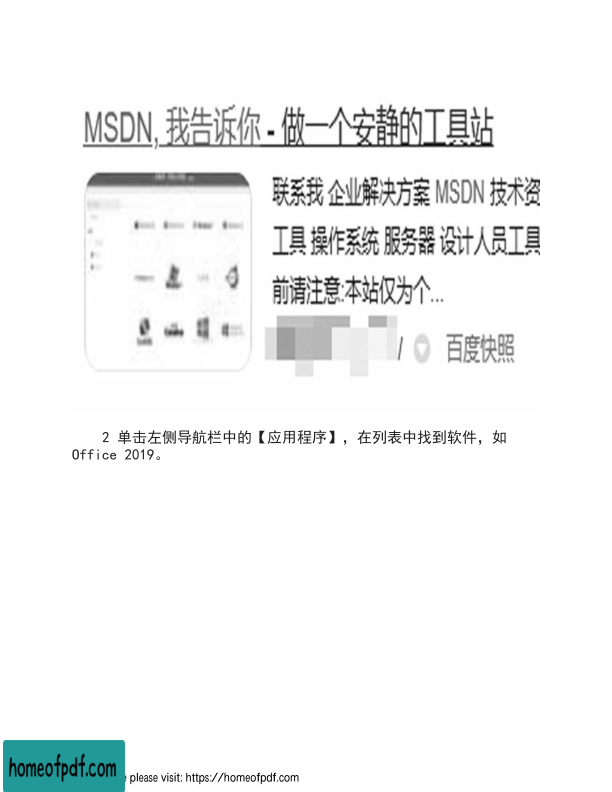 MSDN, 我告诉你 - 做一个安静的工具站
联系我 企业解决方案 MSDN 技术资
工具 操作系统 服务器 设计人员工具
前请注意:本站仅为个...
/ 百度快照
2 单击左侧导航栏中的【应用程序】，在列表中找到软件，如
Office 2019。
homeofpdf.com
e please visit: https://homeofpdf.com